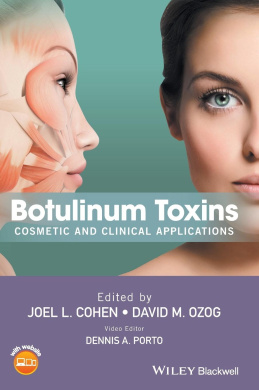 Botulinum Toxins
COSMETIC AND CLINICAL APPLICATIONS
Edited by
JOEL L. COHEN • DAVID M. OZOG
Video Editor
DENNIS A. PORTO
with website
WILEY Blackwell